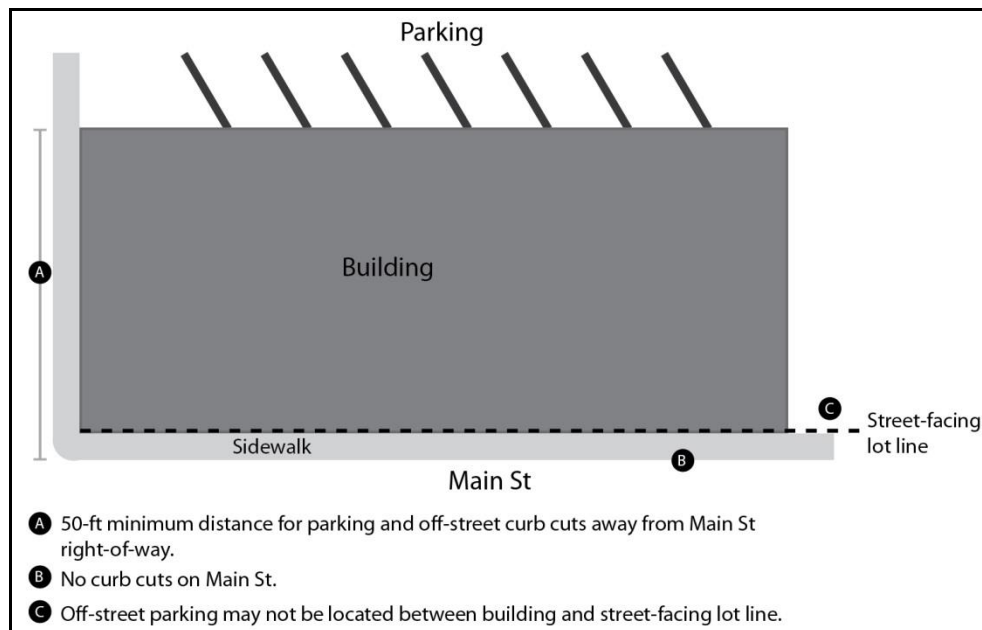 Parking
A
Building
C
Street-facing
lot line
Sidewalk
B
Main St
A 50-ft minimum distance for parking and off-street curb cuts away from Main St
right-of-way.
B No curb cuts on Main St.
C Off-street parking may not be located between building and street-facing lot line.